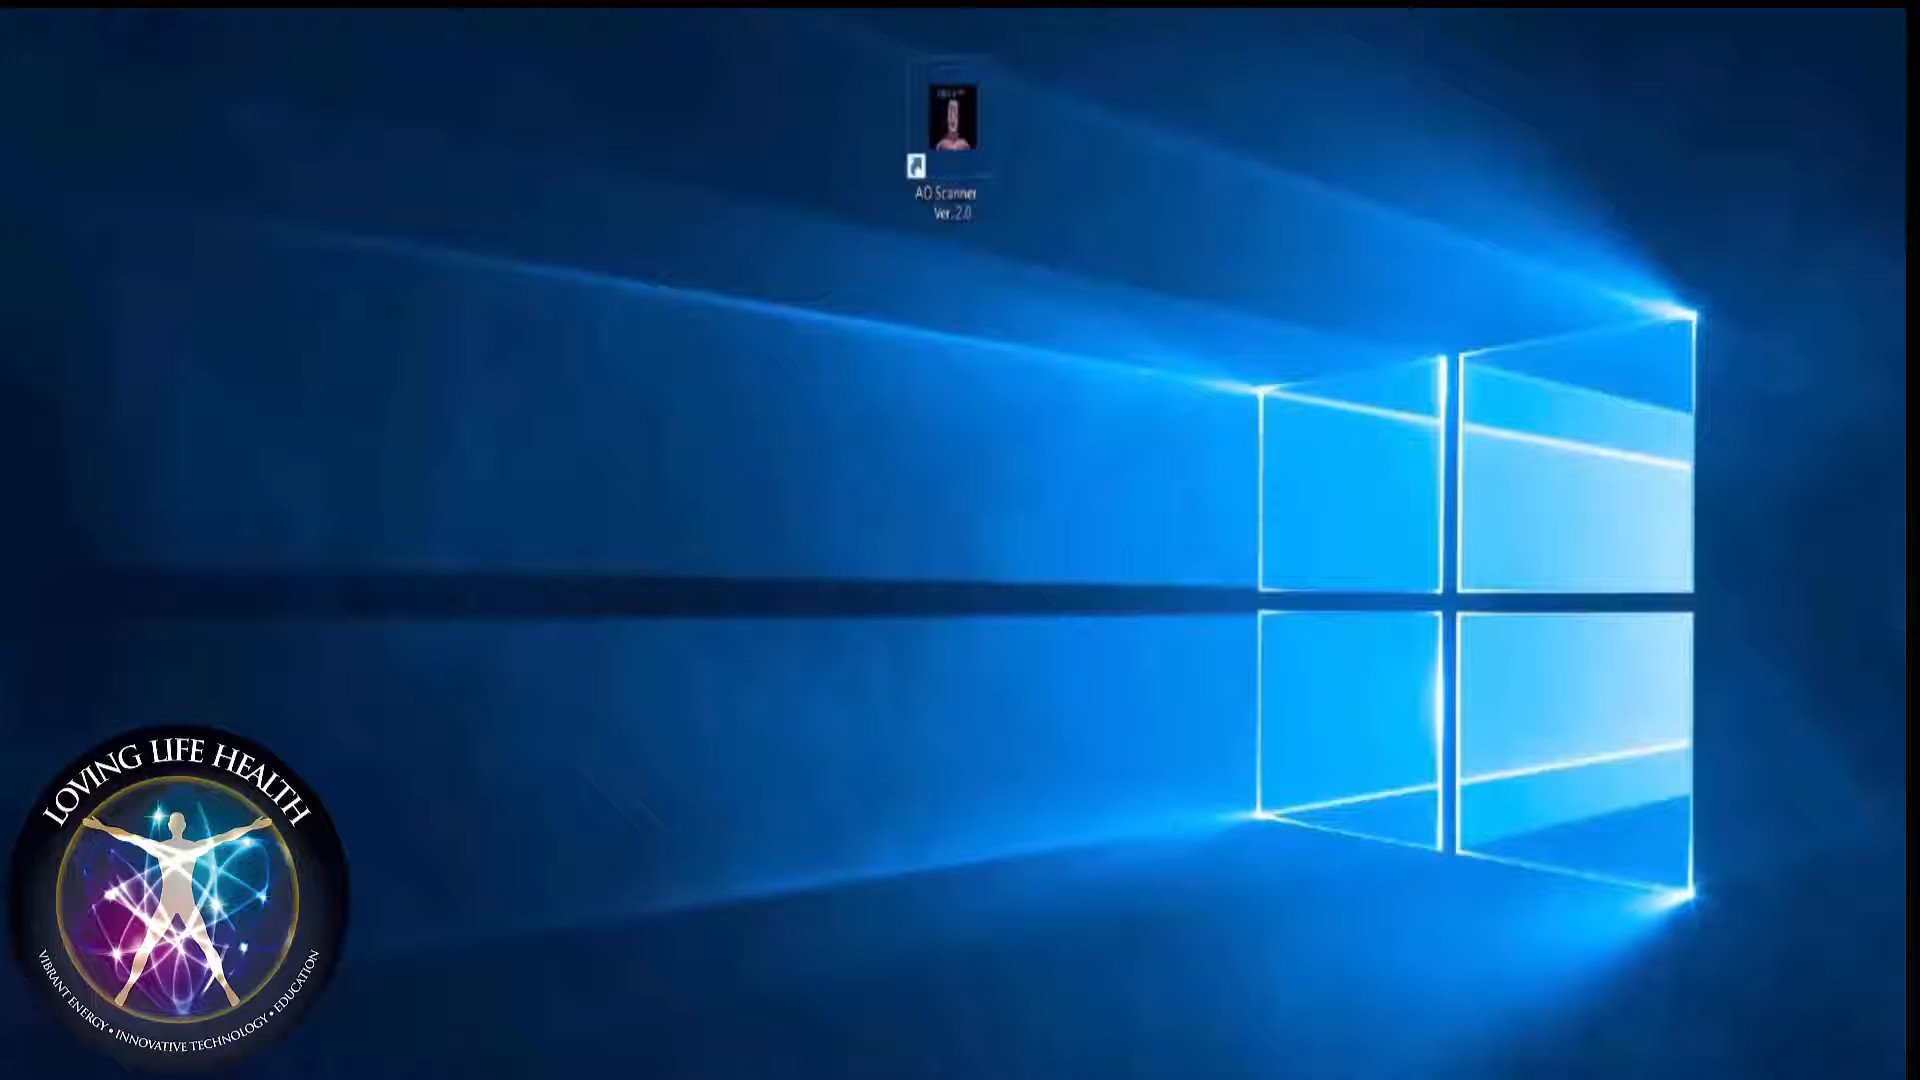 AO Scanner
Ver. 2.0
LOVING LIFE HEALTH
VIBRANT ENERGY • INNOVATIVE TECHNOLOGY • EDUCATION